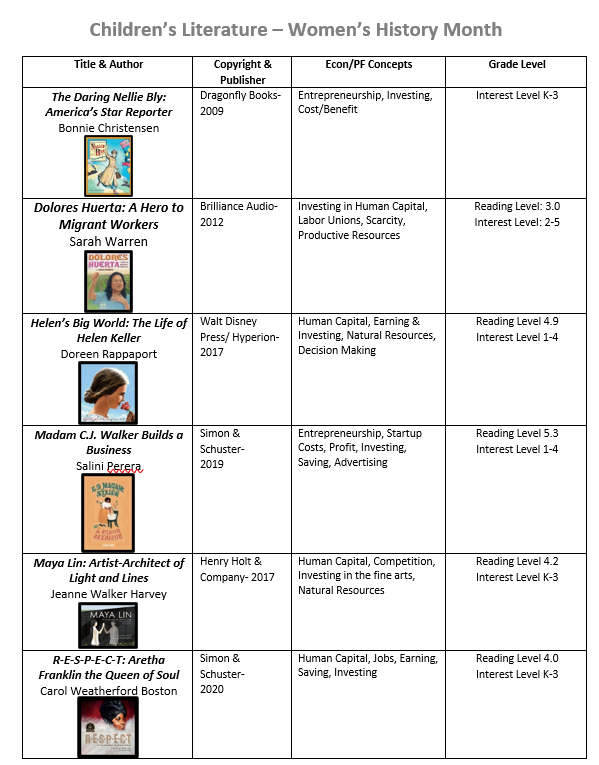 Children's Literature – Women's History Month
Title & Author
Copyright &
Publisher
Econ/PF Concepts
Grade Level
The Daring Nellie Bly:
America's Star Reporter
Bonnie Christensen
Dragonfly Books-
2009
Entrepreneurship, Investing,
Cost/Benefit
Interest Level K-3
Dolores Huerta: A Hero to
Migrant Workers
Sarah Warren
DOLORES
HUERTA
Brilliance Audio-
2012
Investing in Human Capital,
Labor Unions, Scarcity,
Productive Resources
Reading Level: 3.0
Interest Level: 2-5
Helen's Big World: The Life of
Helen Keller
Doreen Rappaport
Walt Disney
Press/ Hyperion-
2017
Human Capital, Earning &
Investing, Natural Resources,
Decision Making
Reading Level 4.9
Interest Level 1-4
Madam C.J. Walker Builds a
Business
Salini Perera
Simon &
Schuster-
2019
Entrepreneurship, Startup
Costs, Profit, Investing,
Saving, Advertising
Reading Level 5.3
Interest Level 1-4
Maya Lin: Artist-Architect of
Light and Lines
Jeanne Walker Harvey
MAYA LIN
Henry Holt &
Company- 2017
Human Capital, Competition,
Investing in the fine arts,
Natural Resources
Reading Level 4.2
Interest Level K-3
R-E-S-P-E-C-T: Aretha
Franklin the Queen of Soul
Carol Weatherford Boston
RESPECT
Simon &
Schuster-
2020
Human Capital, Jobs, Earning,
Saving, Investing
Reading Level 4.0
Interest Level K-3